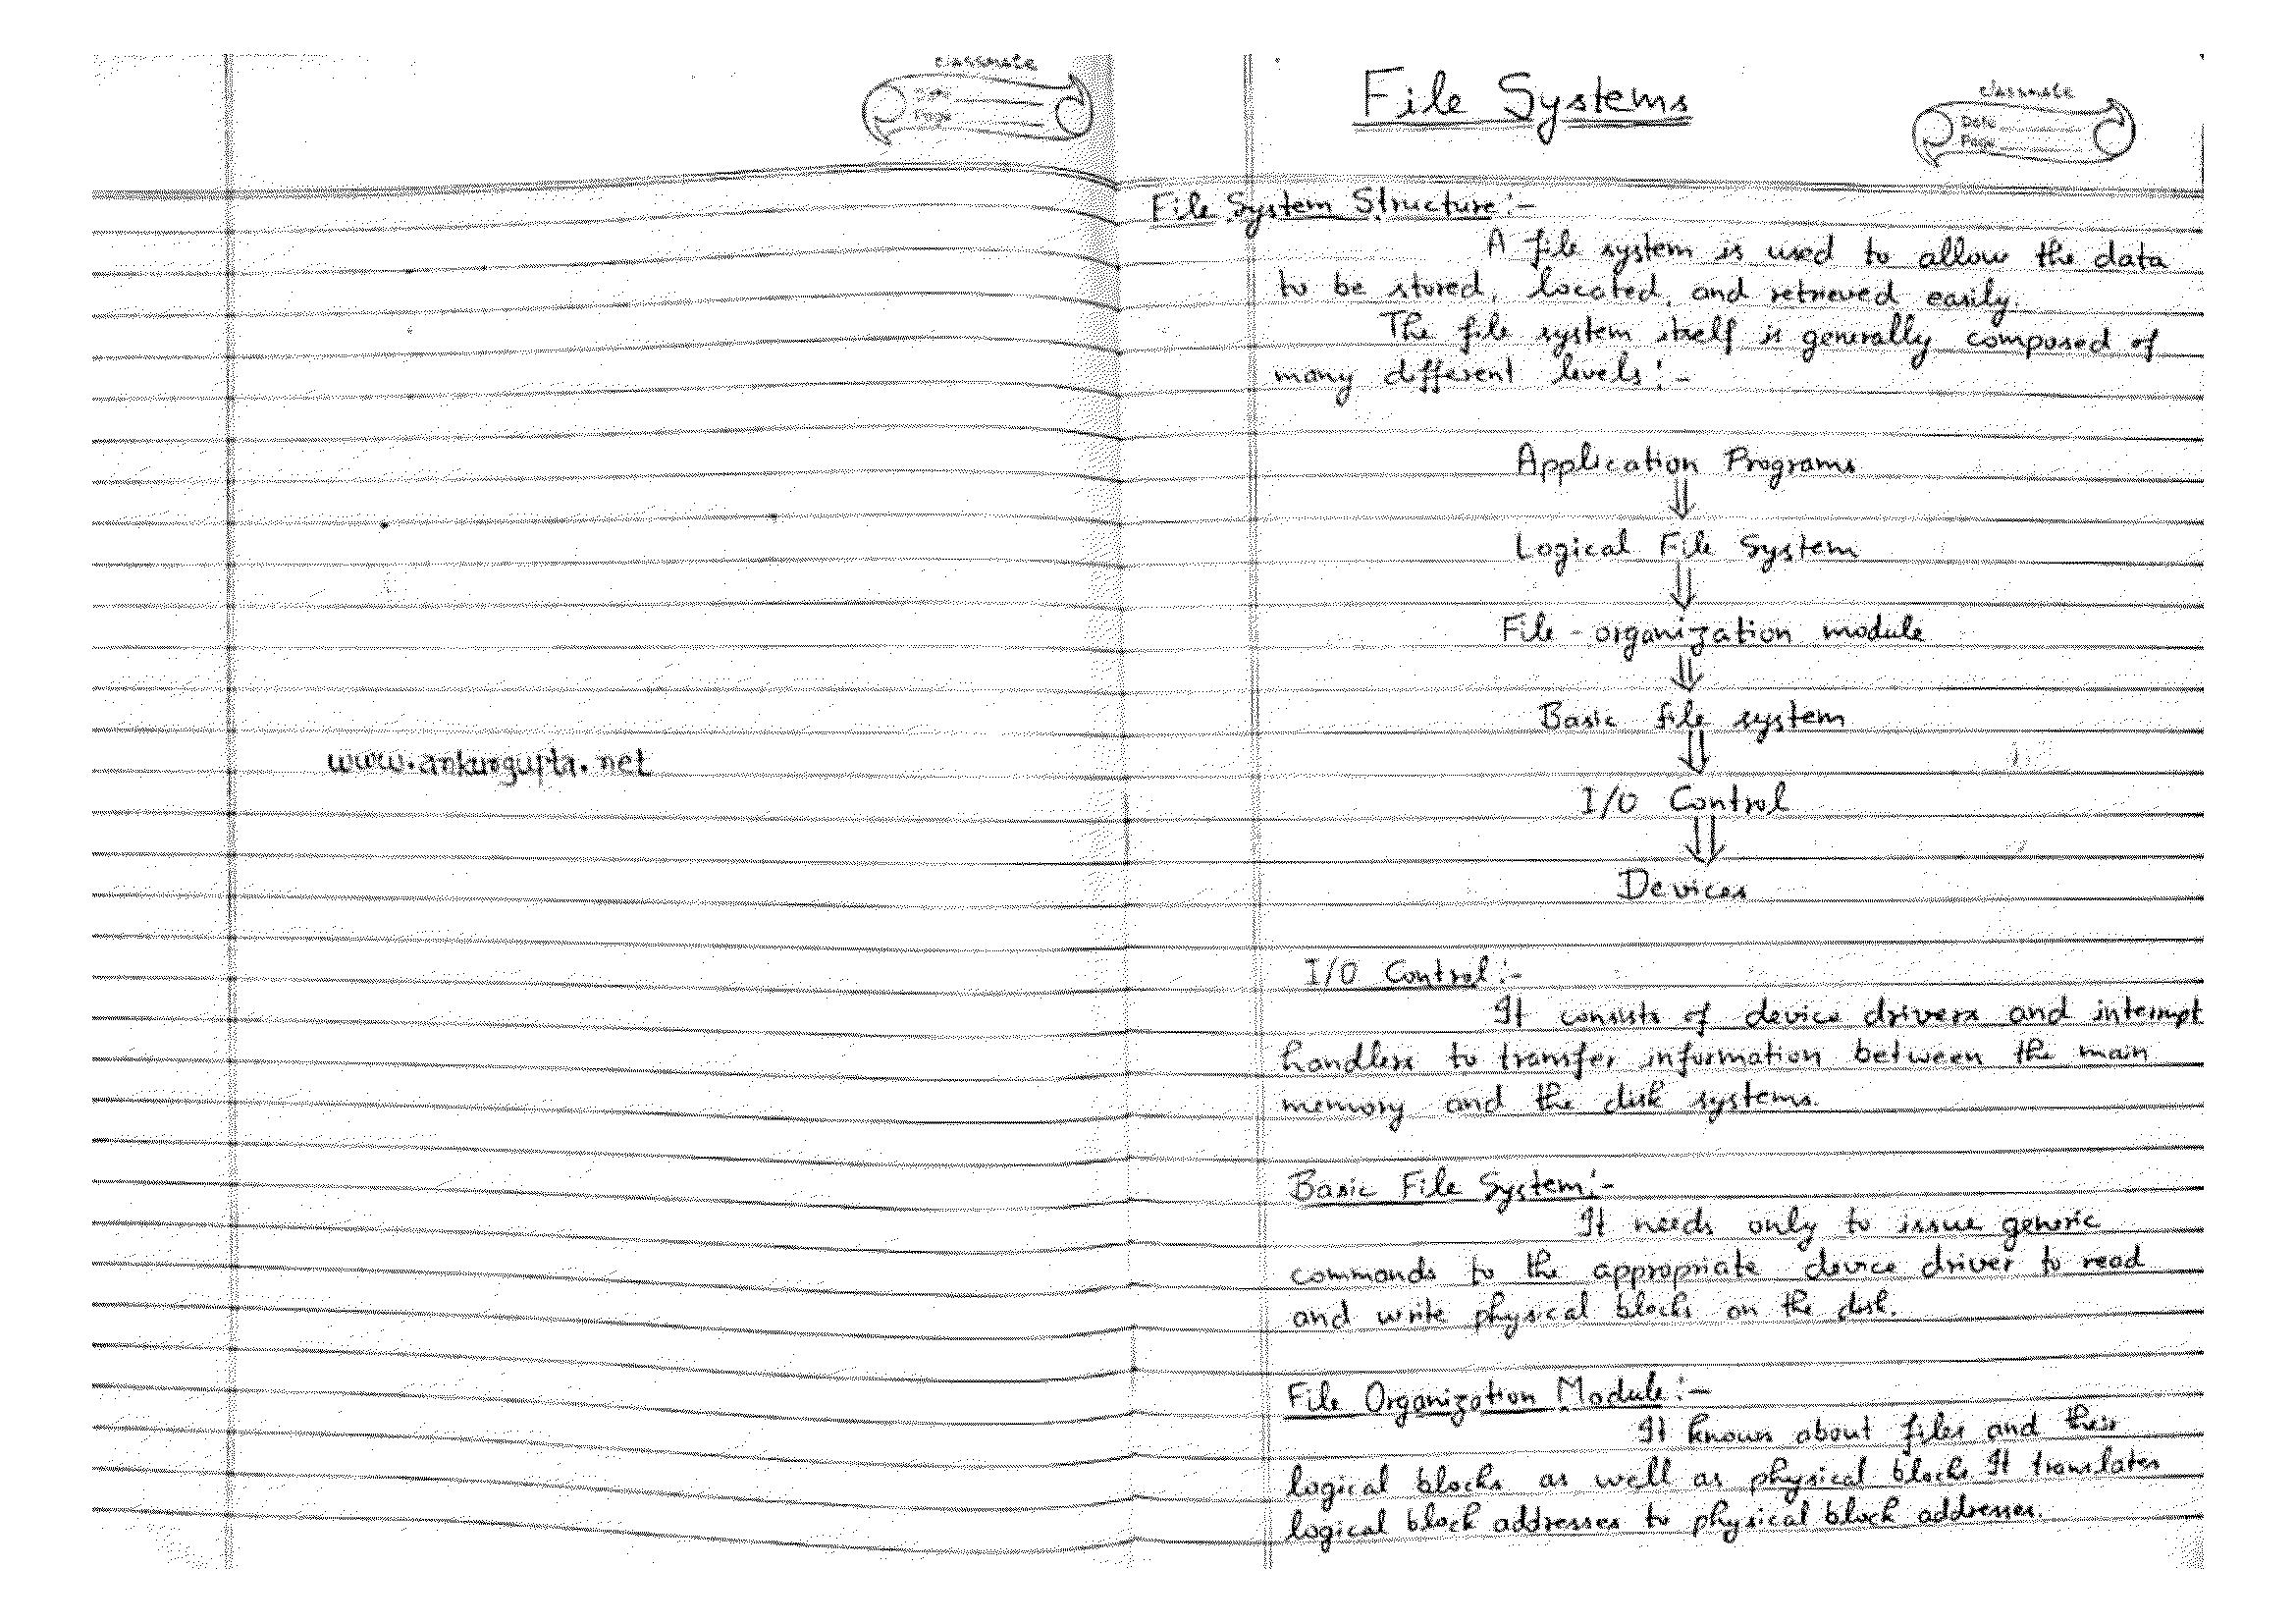 classmate
Date
Page
www.ankurgupta.net
File Systems
classmate
Date
Page
File System Structure:-
A file system is used to allow the data
to be stored, located, and retrieved easily.
The file system itself is generally composed of
many different levels:-
Application Programs
⇓
Logical File System
⇓
File-organization module
⇓
Basic file system
⇓
I/O Control
⇓
Devices
I/O Control:-
It consists of device drivers and interrupt
handlers to transfer information between the main
memory and the disk systems.
Basic File System:-
It needs only to issue generic
commands to the appropriate device driver to read
and write physical blocks on the disk.
File Organization Module:-
It knows about files and their
logical blocks as well as physical blocks. It translates
logical block addresses to physical block addresses.